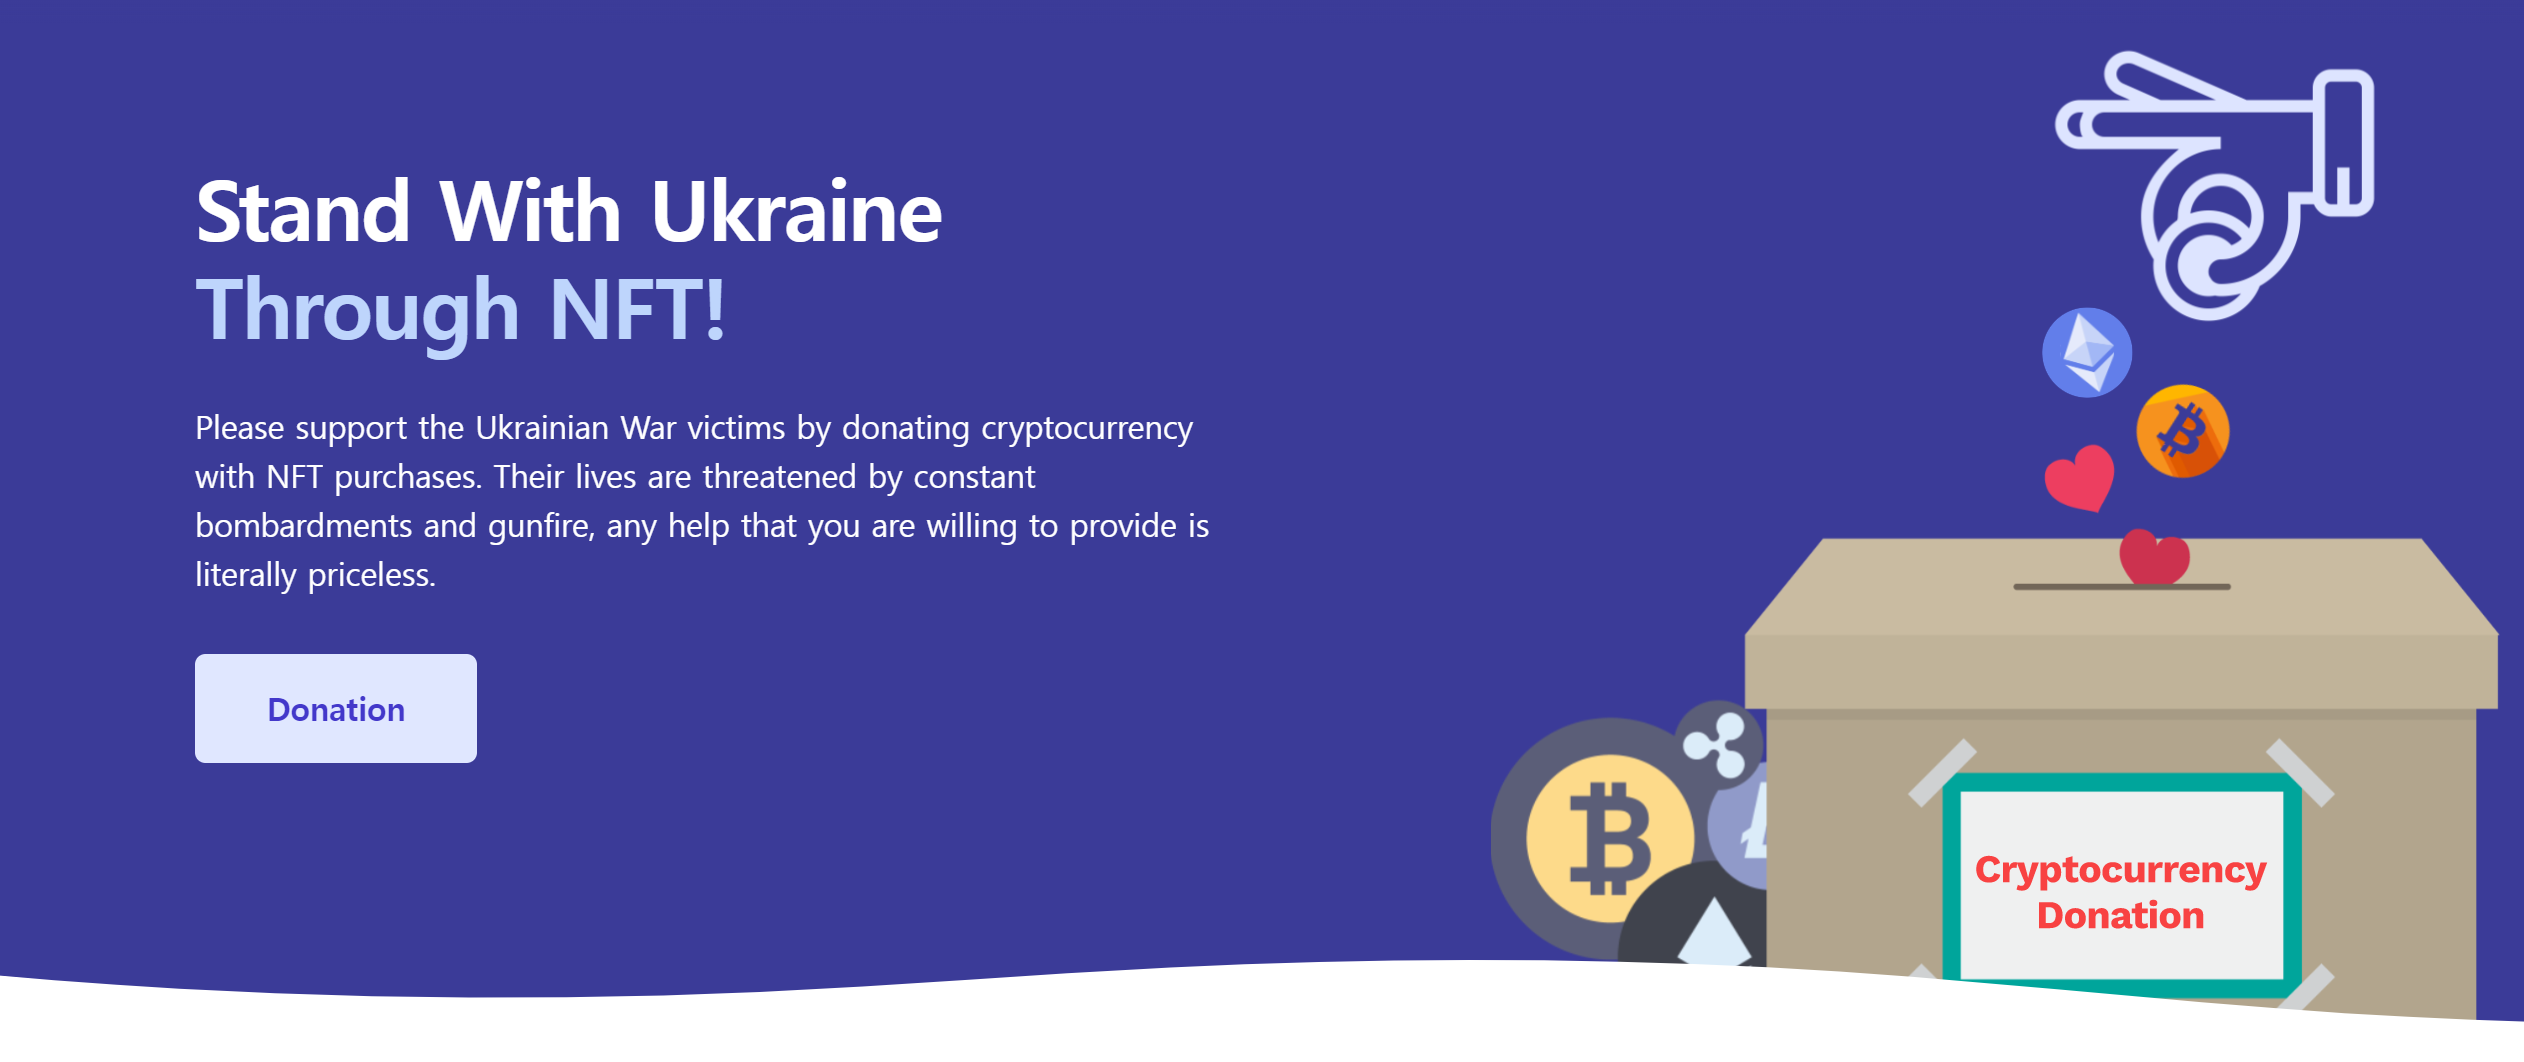 Stand With Ukraine
Through NFT!
Please support the Ukrainian War victims by donating cryptocurrency
with NFT purchases. Their lives are threatened by constant
bombardments and gunfire, any help that you are willing to provide is
literally priceless.
Donation
Cryptocurrency
Donation